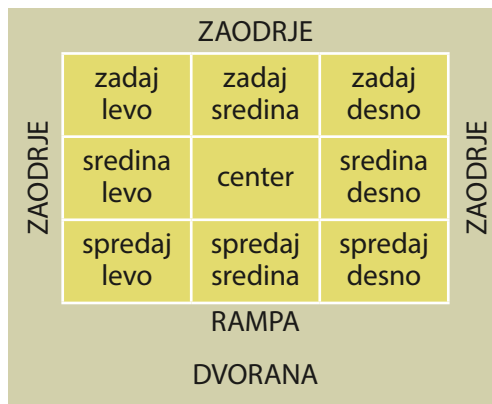 ZAODRJE
zadaj
levo
zadaj
sredina
zadaj
desno
ZAODRJE
sredina
levo
center
sredina
desno
ZAODRJE
spredaj
levo
spredaj
sredina
spredaj
desno
RAMPA
DVORANA